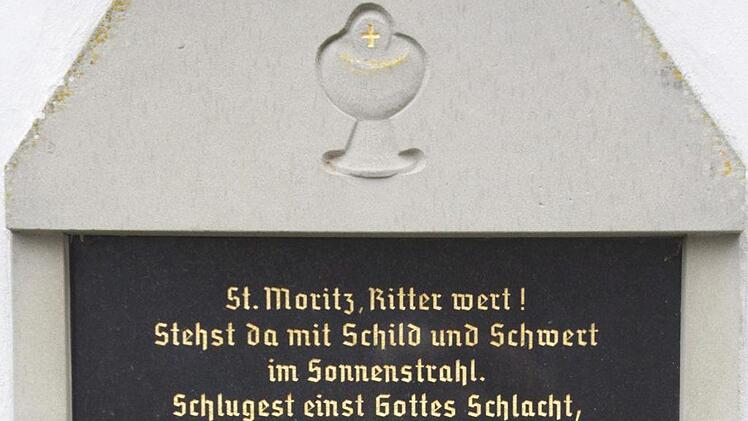 St. Moritz, Ritter wert!
Stehst da mit Schild und Schwert
im Sonnenstrahl.
Schlugest einst Gottes Schlacht,